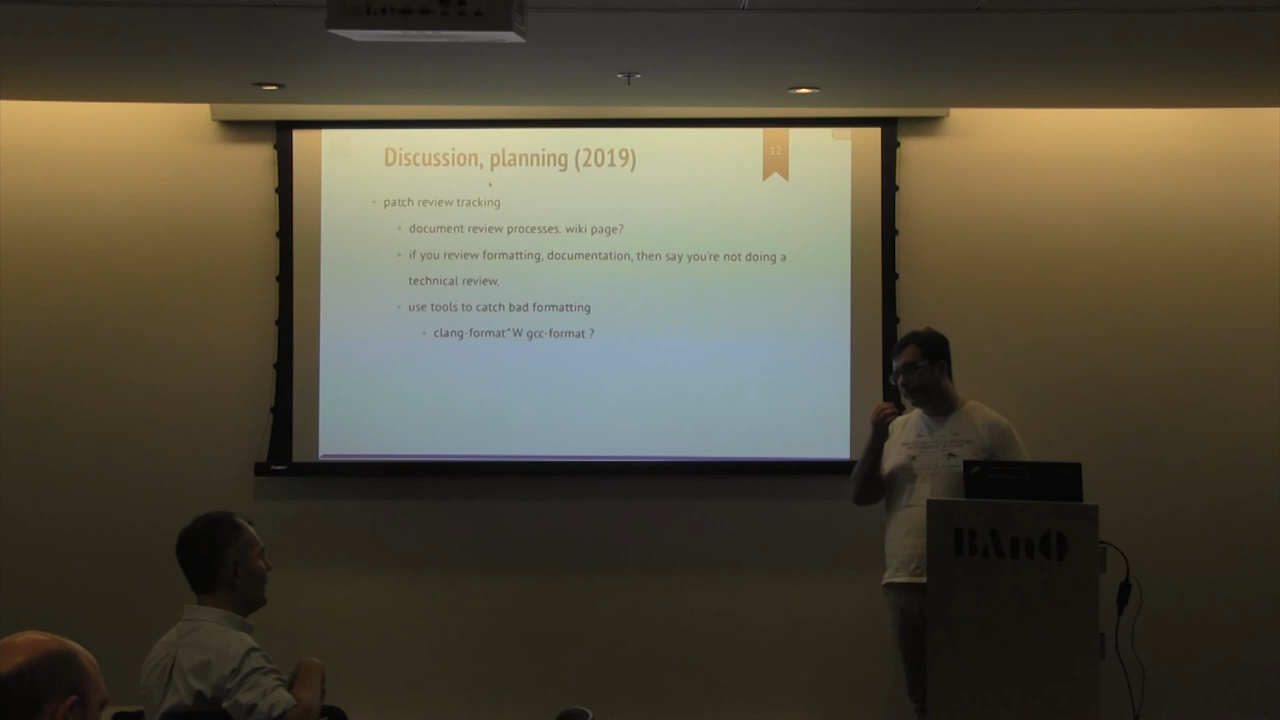 Discussion, planning (2019)
12
patch review tracking
document review processes. wiki page?
if you review formatting, documentation, then say you're not doing a
technical review.
use tools to catch bad formatting
clang-format^W gcc-format ?
BAnQ